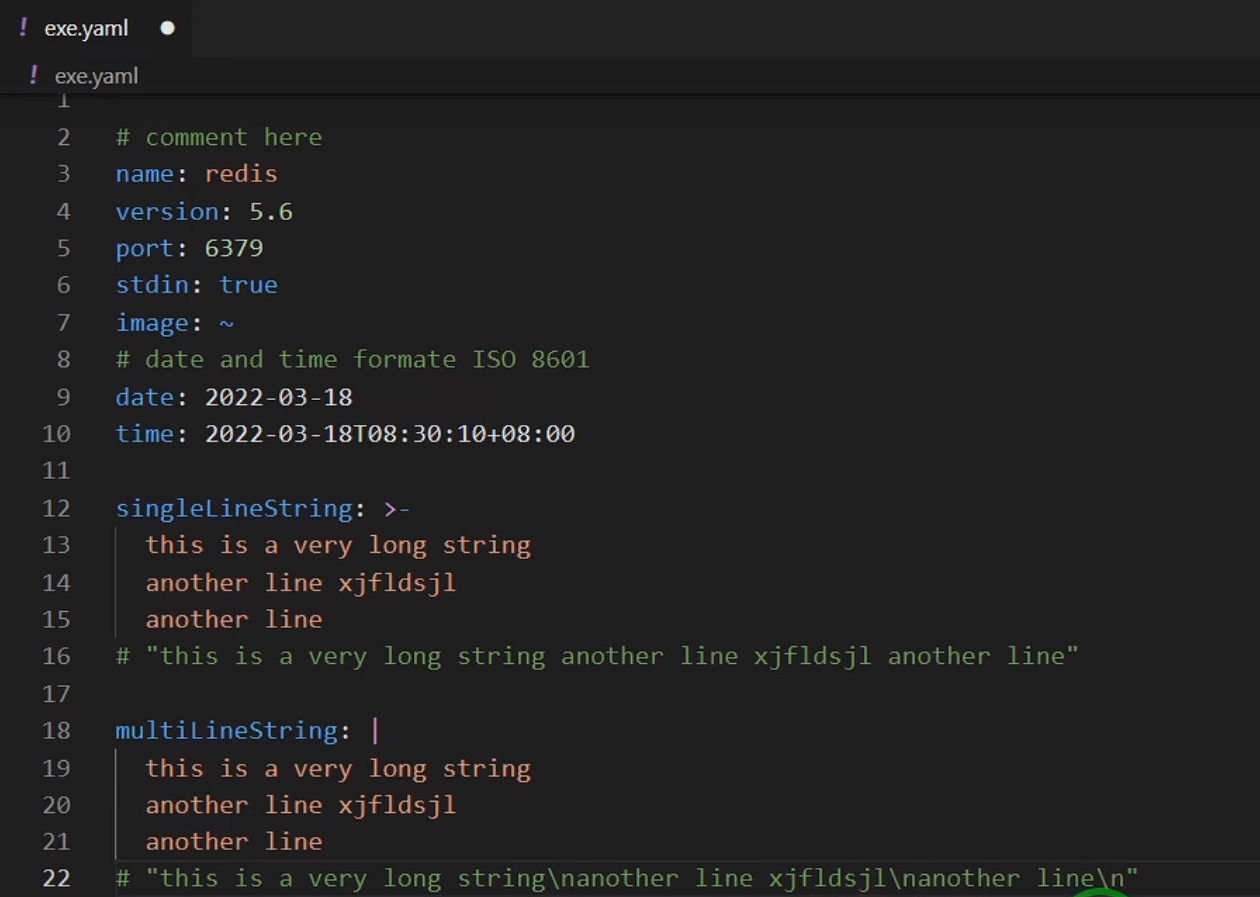 ! exe.yaml ●
! exe.yaml
1
2 # comment here
3 name: redis
4 version: 5.6
5 port: 6379
6 stdin: true
7 image: ~
8 # date and time formate ISO 8601
9 date: 2022-03-18
10 time: 2022-03-18T08:30:10+08:00
11
12 singleLineString: >-
13 this is a very long string
14 another line xjfldsjl
15 another line
16 # "this is a very long string another line xjfldsjl another line"
17
18 multiLineString: |
19 this is a very long string
20 another line xjfldsjl
21 another line
22 # "this is a very long string\nanother line xjfldsjl\nanother line\n"